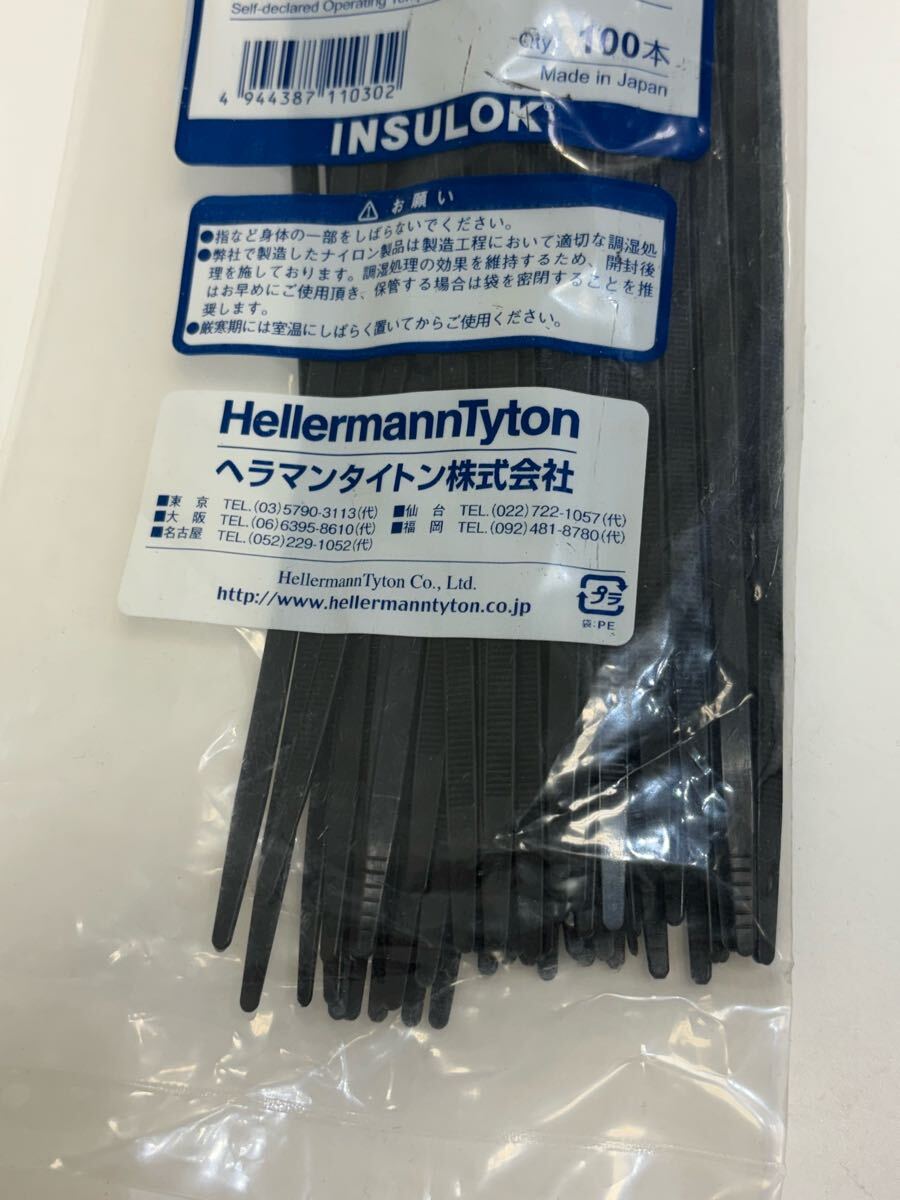 Self-declared Operating
Qty 100本
Made in Japan
4 944387 110302
INSULOK®
お願い
●指など身体の一部をしばらないでください。
●弊社で製造したナイロン製品は製造工程において適切な調湿処
理を施しております。調湿処理の効果を維持するため、開封後
はお早めにご使用頂き、保管する場合は袋を密閉することを推
奨します。
●厳寒期には室温にしばらく置いてからご使用ください。
HellermannTyton
ヘラマンタイトン株式会社
■東 京 TEL.(03)5790-3113(代) ■仙 台 TEL.(022)722-1057(代)
■大 阪 TEL.(06)6395-8610(代) ■福 岡 TEL.(092)481-8780(代)
■名古屋 TEL.(052)229-1052(代)
HellermannTyton Co., Ltd.
http://www.hellermanntyton.co.jp
プラ
袋:PE